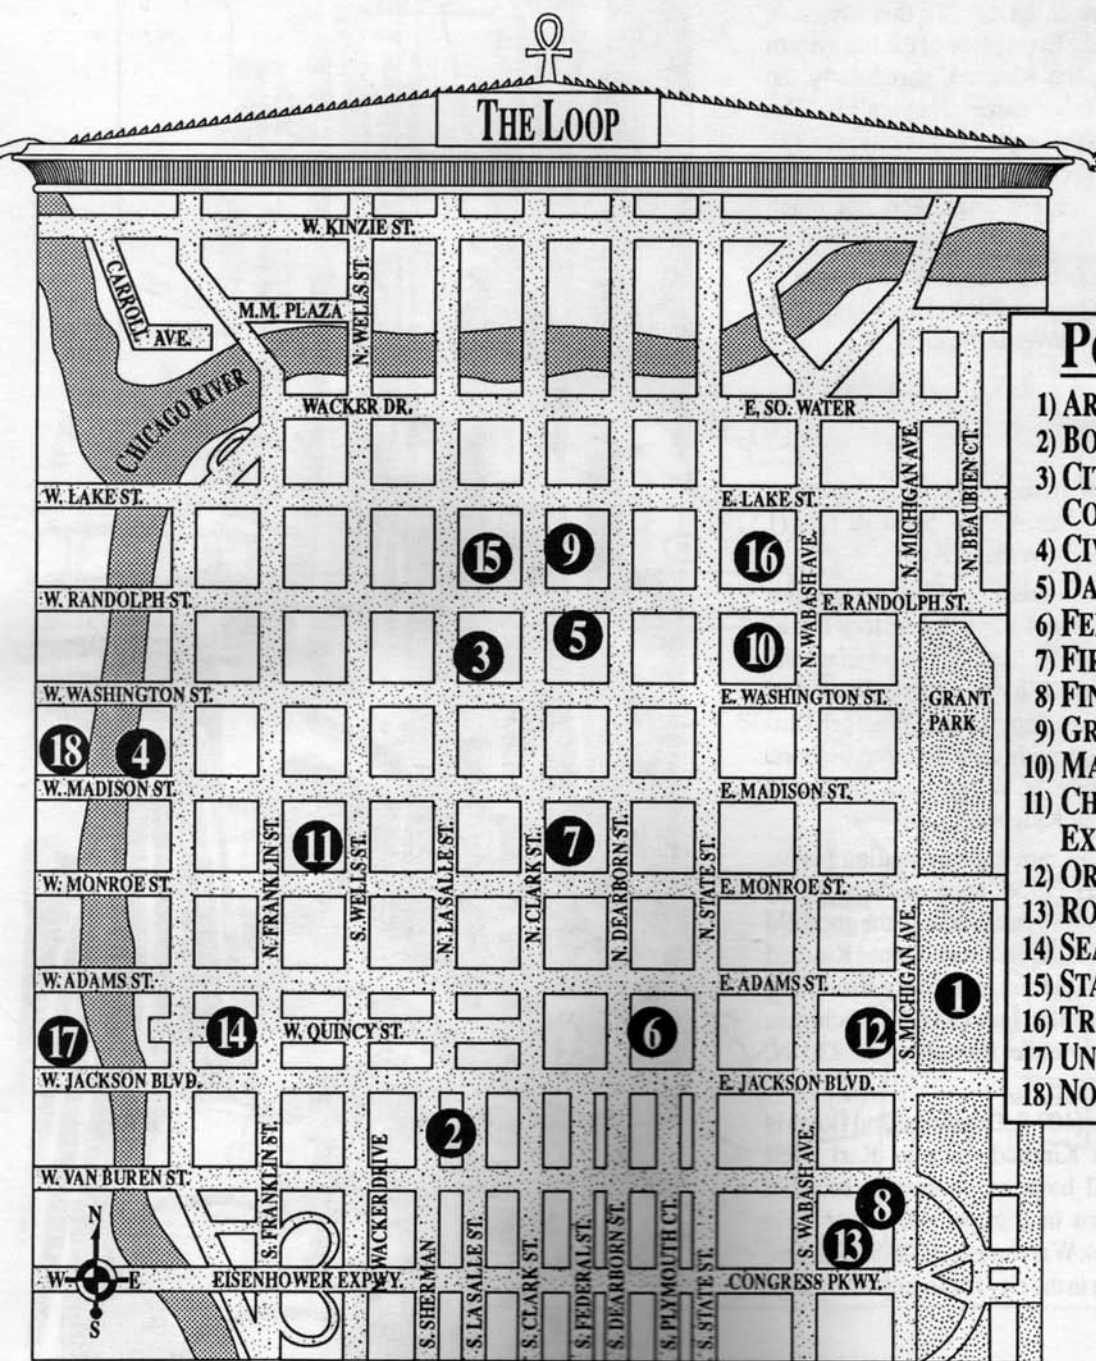 THE LOOP
W. KINZIE ST.
CARROLL AVE.
M.M. PLAZA
N. WELLS ST.
CHICAGO RIVER
WACKER DR.
E. SO. WATER
W. LAKE ST.
E. LAKE ST.
N. WABASH AVE.
N. MICHIGAN AVE.
N. BEAUBIEN CT.
15
9
16
W. RANDOLPH ST.
E. RANDOLPH ST.
3
5
10
W. WASHINGTON ST.
E. WASHINGTON ST.
GRANT
PARK
18
4
W. MADISON ST.
E. MADISON ST.
11
7
N. FRANKLIN ST.
S. WELLS ST.
N. LASALE ST.
N. CLARK ST.
N. DEARBORN ST.
N. STATE ST.
W. MONROE ST.
E. MONROE ST.
S. MICHIGAN AVE.
W. ADAMS ST.
E. ADAMS ST.
1
17
14
W. QUINCY ST.
6
12
W. JACKSON BLVD.
E. JACKSON BLVD.
2
W. VAN BUREN ST.
S. FRANKLIN ST.
WACKER DRIVE
S. SHERMAN
S. LASALLE ST.
S. CLARK ST.
S. FEDERAL ST.
S. DEARBORN ST.
S. PLYMOUTH CT.
S. STATE ST.
S. WABASH AVE.
8
13
N
W E
S
EISENHOWER EXPWY.
CONGRESS PKWY.
1) AR
2) BO
3) CIT
CO
4) CIV
5) DA
6) FE
7) FIR
8) FIN
9) GR
10) MA
11) CH
EX
12) OR
13) RO
14) SEA
15) STA
16) TR
17) UN
18) NO